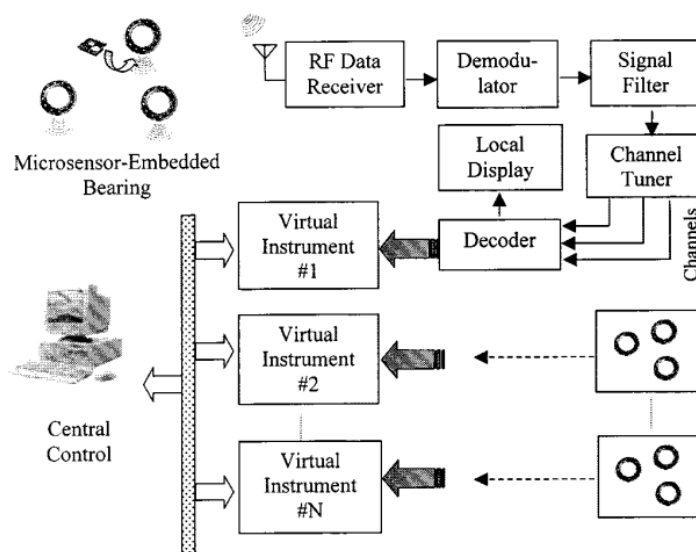 RF Data
Receiver
Demodu-
lator
Signal
Filter
Microsensor-Embedded
Bearing
Local
Display
Channel
Tuner
Virtual
Instrument
#1
Decoder
Channels
Virtual
Instrument
#2
Central
Control
Virtual
Instrument
#N